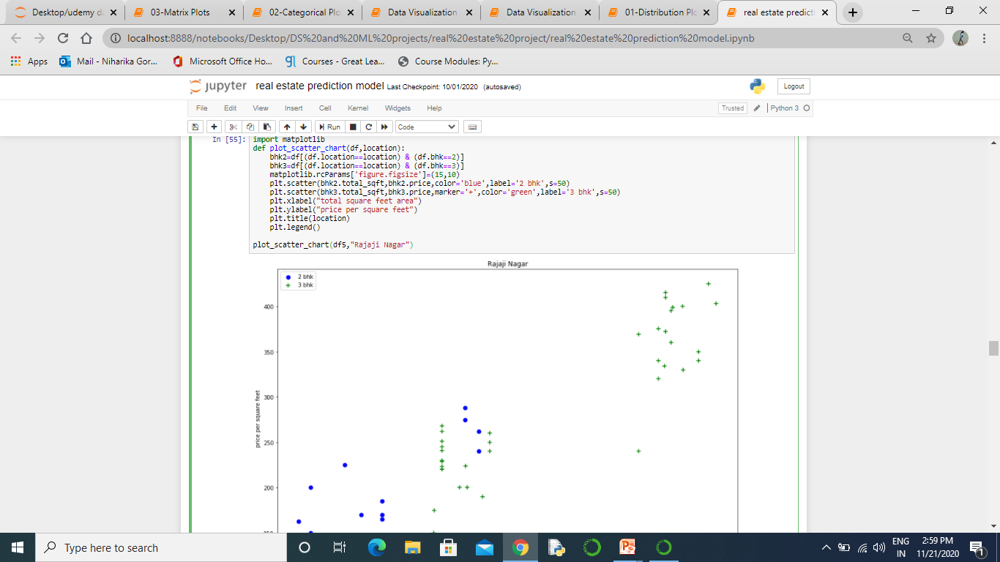 Desktop/udemy da
03-Matrix Plots
02-Categorical Plo
Data Visualization
Data Visualization
01-Distribution Plo
real estate predicti
localhost:8888/notebooks/Desktop/DS%20and%20ML%20projects/real%20estate%20project/real%20estate%20prediction%20model.ipynb
Apps
Mail - Niharika Gor...
Microsoft Office Ho...
Courses - Great Lea...
Course Modules: Py...
jupyter real estate prediction model Last Checkpoint: 10/01/2020 (autosaved)
Logout
File Edit View Insert Cell Kernel Widgets Help
Trusted
Python 3
Run
Code
In [55]: import matplotlib
def plot_scatter_chart(df,location):
    bhk2=df[(df.location==location) & (df.bhk==2)]
    bhk3=df[(df.location==location) & (df.bhk==3)]
    matplotlib.rcParams['figure.figsize']=(15,10)
    plt.scatter(bhk2.total_sqft,bhk2.price,color='blue',label='2 bhk',s=50)
    plt.scatter(bhk3.total_sqft,bhk3.price,marker='+',color='green',label='3 bhk',s=50)
    plt.xlabel("total square feet area")
    plt.ylabel("price per square feet")
    plt.title(location)
    plt.legend()
plot_scatter_chart(df5,"Rajaji Nagar")
Rajaji Nagar
2 bhk
3 bhk
400
350
300
250
200
price per square feet
Type here to search
ENG
IN
2:59 PM
11/21/2020
1